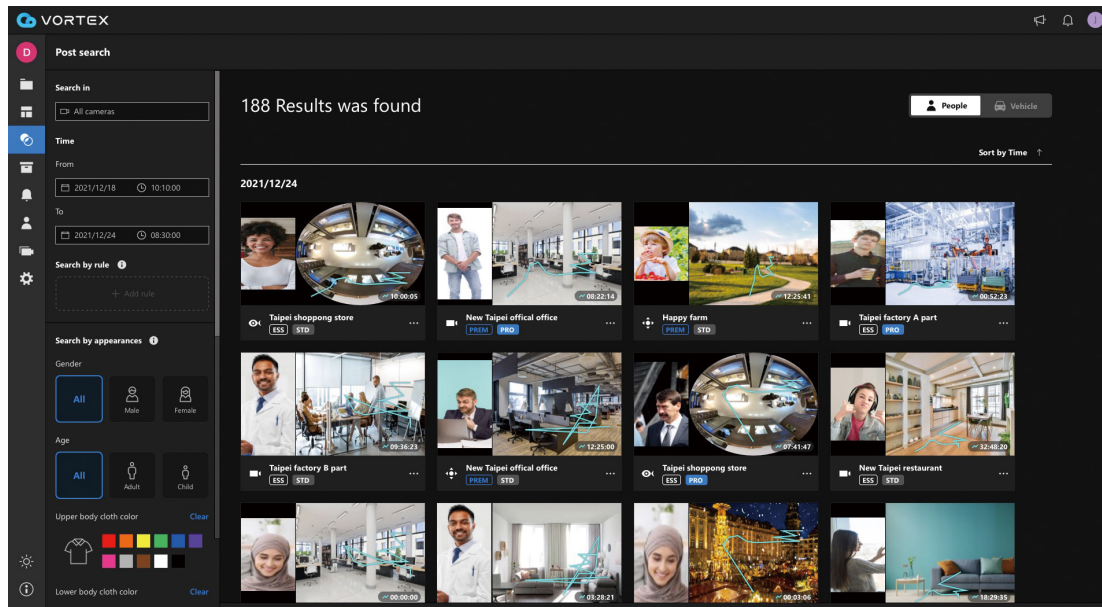 VORTEX
J
D
Post search
Search in
All cameras
Time
From
2021/12/18 10:10:00
To
2021/12/24 08:30:00
Search by rule
+ Add rule
Search by appearances
Gender
All
Male
Female
Age
All
Adult
Child
Upper body cloth color Clear
Lower body cloth color Clear
188 Results was found
People
Vehicle
Sort by Time ↑
2021/12/24
10:00:05
Taipei shoppong store
ESS STD
08:22:14
New Taipei offical office
PREM PRO
12:25:41
Happy farm
PREM STD
00:52:23
Taipei factory A part
ESS PRO
09:36:23
Taipei factory B part
ESS STD
12:25:00
New Taipei offical office
PREM STD
07:41:47
Taipei shoppong store
ESS PRO
32:48:20
New Taipei restaurant
ESS STD
00:00:00
03:28:21
00:03:06
18:29:35